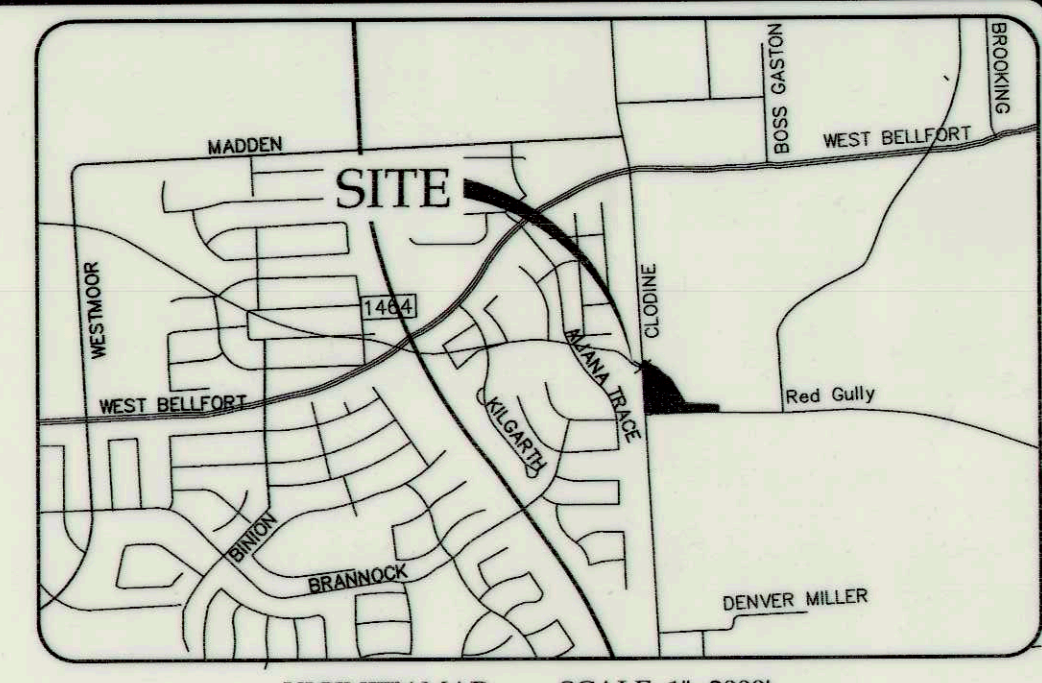 BROOKING
BOSS GASTON
WEST BELLFORT
MADDEN
SITE
WESTMOOR
CLODINE
1464
ALIANA TRACE
Red Gully
WEST BELLFORT
KILGARTH
BINION
BRANNOCK
DENVER MILLER